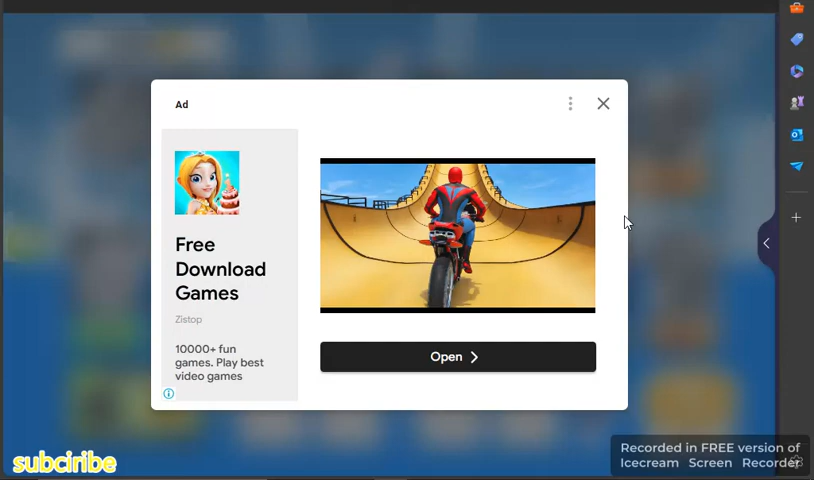 Ad
Free
Download
Games
Zistop
10000+ fun
games. Play best
video games
Open
subciribe
Recorded in FREE version of
Icecream Screen Recorder